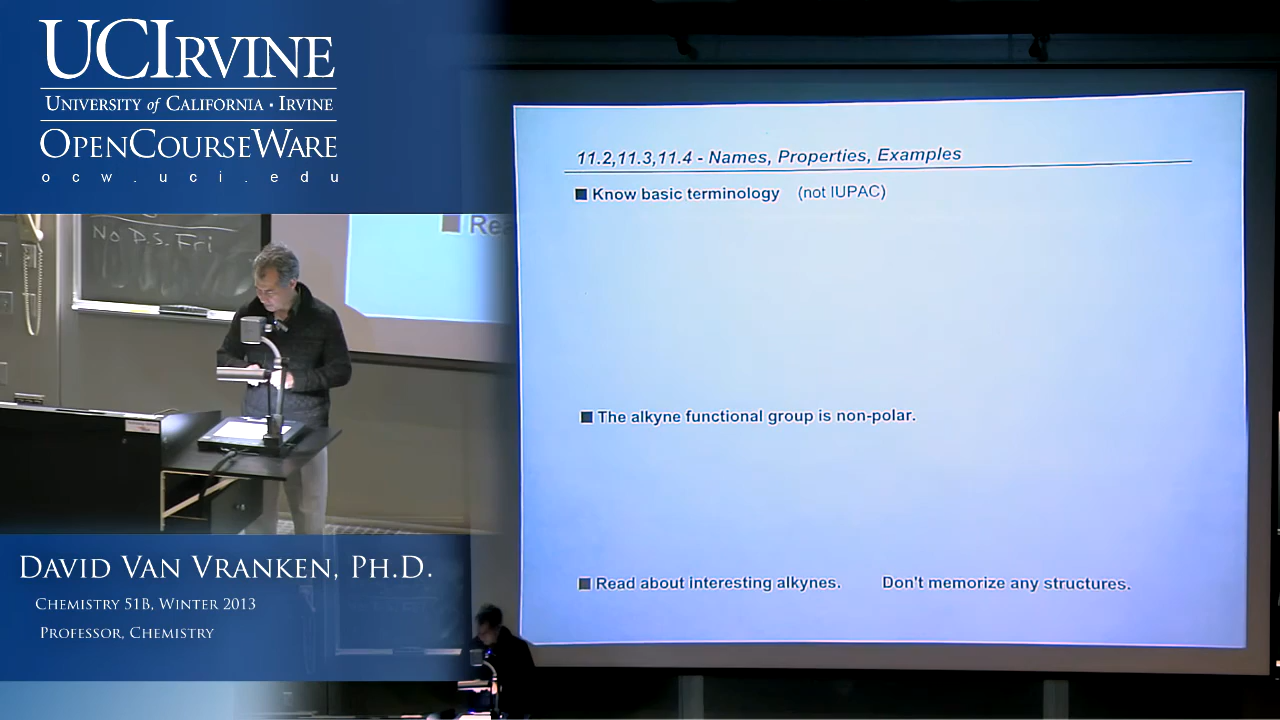 UCIRVINE
UNIVERSITY of CALIFORNIA · IRVINE
OPENCOURSEWARE
ocw.uci.edu
No D.S. Fri
Rea
11.2,11.3,11.4 - Names, Properties, Examples
Know basic terminology (not IUPAC)
The alkyne functional group is non-polar.
Read about interesting alkynes. Don't memorize any structures.
DAVID VAN VRANKEN, PH.D.
CHEMISTRY 51B, WINTER 2013
PROFESSOR, CHEMISTRY